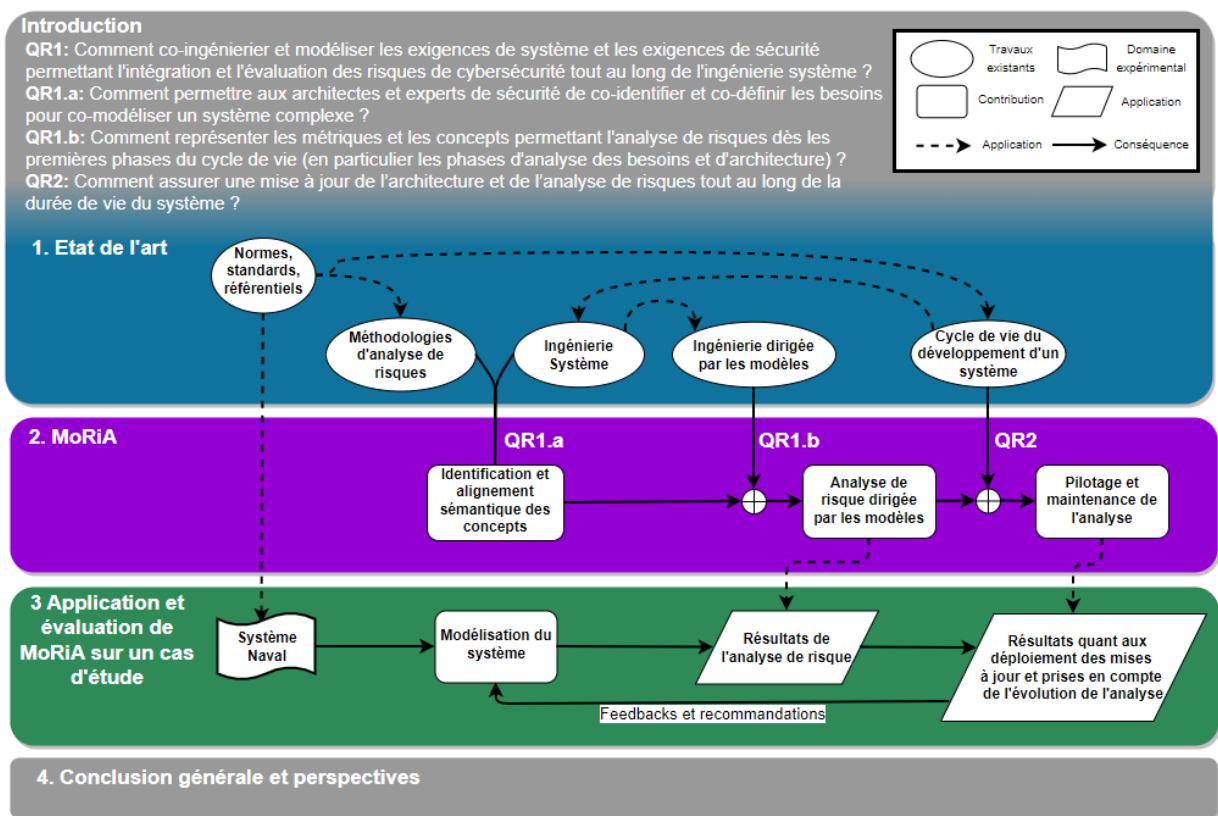 Introduction
QR1: Comment co-ingénierier et modéliser les exigences de système et les exigences de sécurité
permettant l'intégration et l'évaluation des risques de cybersécurité tout au long de l'ingénierie système ?
QR1.a: Comment permettre aux architectes et experts de sécurité de co-identifier et co-définir les besoins
pour co-modéliser un système complexe ?
QR1.b: Comment représenter les métriques et les concepts permettant l'analyse de risques dès les
premières phases du cycle de vie (en particulier les phases d'analyse des besoins et d'architecture) ?
QR2: Comment assurer une mise à jour de l'architecture et de l'analyse de risques tout au long de la
durée de vie du système ?
Travaux
existants
Domaine
expérimental
Contribution
Application
Application
Conséquence
1. Etat de l'art
Normes,
standards,
référentiels
Méthodologies
d'analyse de
risques
Ingénierie
Système
Ingénierie dirigée
par les modèles
Cycle de vie du
développement d'un
système
2. MoRiA
QR1.a
QR1.b
QR2
Identification et
alignement
sémantique des
concepts
Analyse de
risque dirigée
par les modèles
Pilotage et
maintenance de
l'analyse
3 Application et
évaluation de
MoRiA sur un cas
d'étude
Système
Naval
Modélisation du
système
Résultats de
l'analyse de risque
Résultats quant aux
déploiement des mises
à jour et prises en compte
de l'évolution de l'analyse
Feedbacks et recommandations
4. Conclusion générale et perspectives